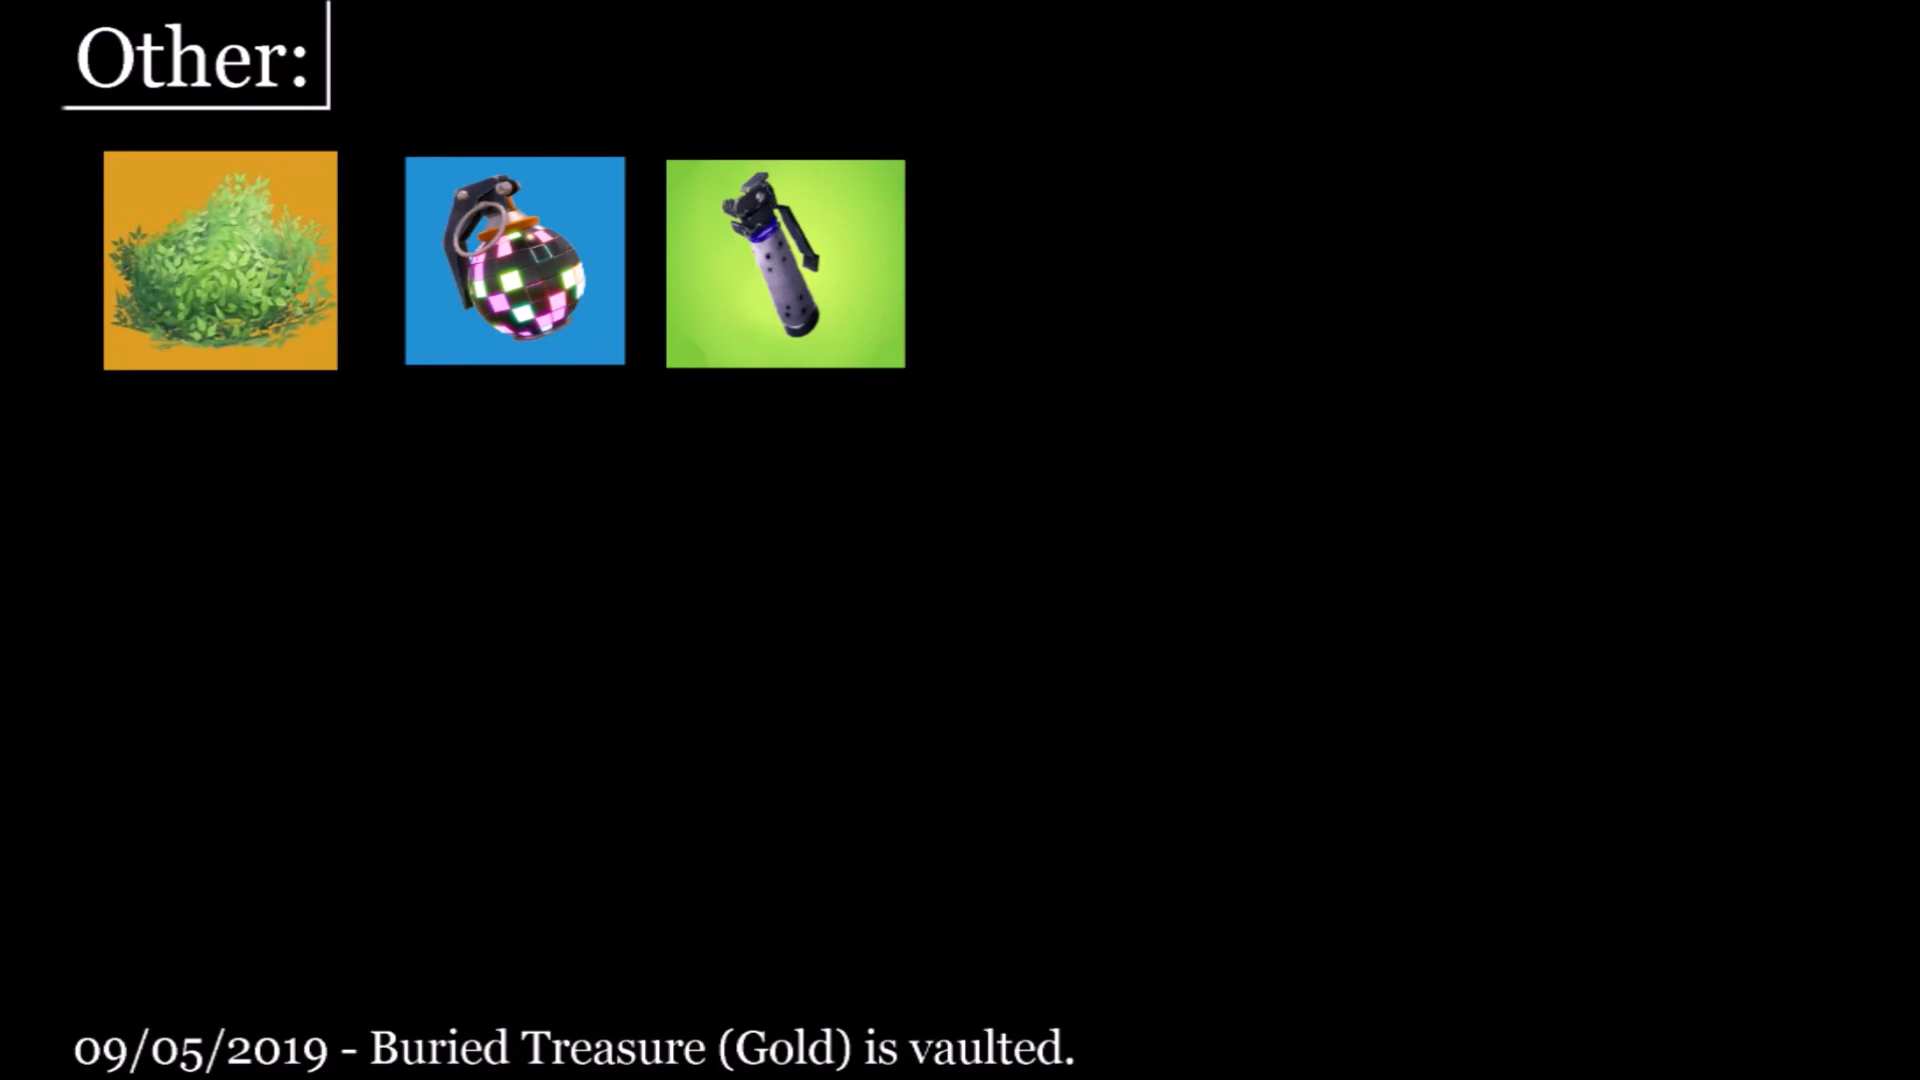 Other:
09/05/2019 - Buried Treasure (Gold) is vaulted.